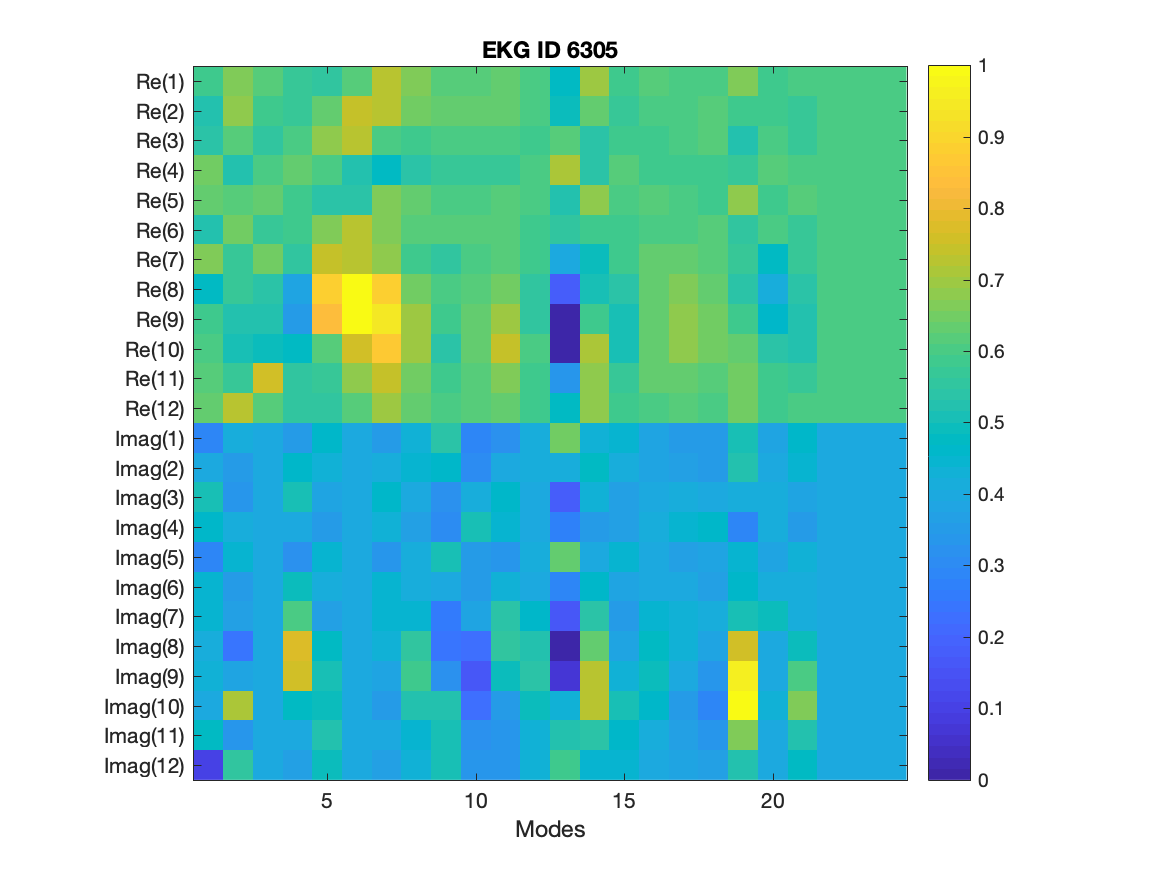 EKG ID 6305
Re(1)
Re(2)
Re(3)
Re(4)
Re(5)
Re(6)
Re(7)
Re(8)
Re(9)
Re(10)
Re(11)
Re(12)
Imag(1)
Imag(2)
Imag(3)
Imag(4)
Imag(5)
Imag(6)
Imag(7)
Imag(8)
Imag(9)
Imag(10)
Imag(11)
Imag(12)
5 10 15 20
Modes
1
0.9
0.8
0.7
0.6
0.5
0.4
0.3
0.2
0.1
0